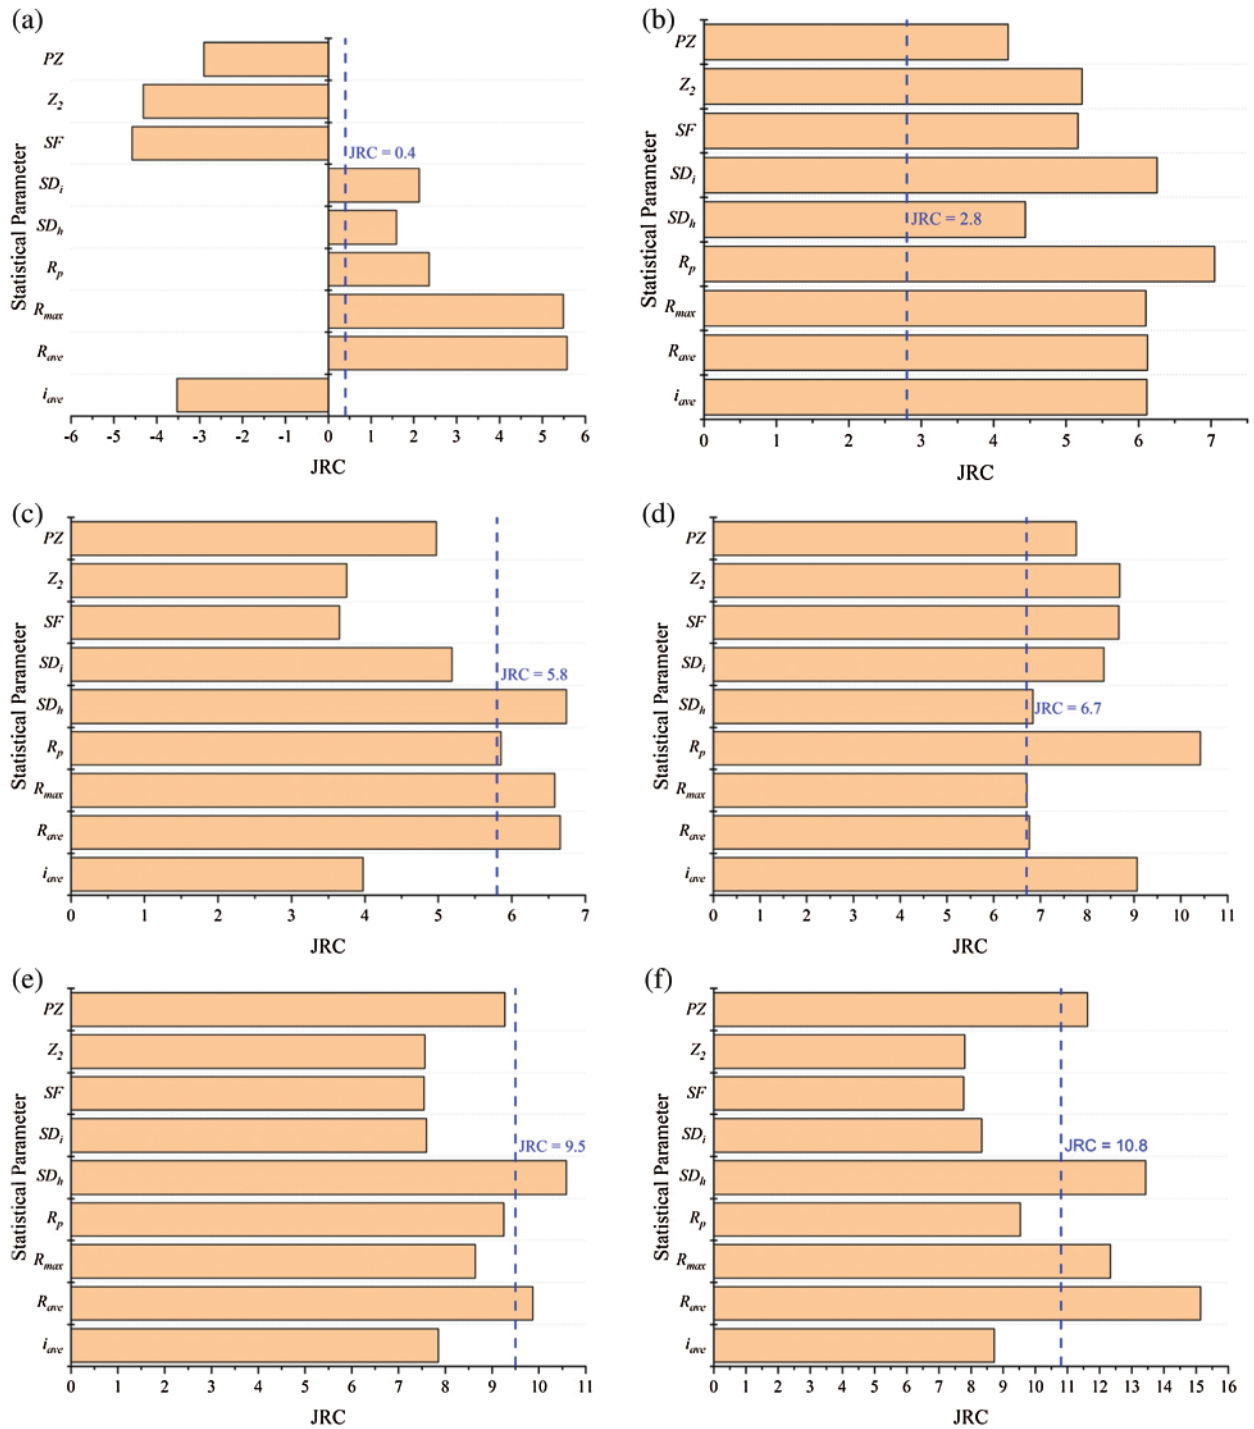 (a)
Statistical Parameter
PZ
Z2
SF
SDi
SDh
Rp
Rmax
Rave
iave
JRC = 0.4
-6 -5 -4 -3 -2 -1 0 1 2 3 4 5 6
JRC
(b)
Statistical Parameter
PZ
Z2
SF
SDi
SDh
Rp
Rmax
Rave
iave
JRC = 2.8
0 1 2 3 4 5 6 7
JRC
(c)
Statistical Parameter
PZ
Z2
SF
SDi
SDh
Rp
Rmax
Rave
iave
JRC = 5.8
0 1 2 3 4 5 6 7
JRC
(d)
Statistical Parameter
PZ
Z2
SF
SDi
SDh
Rp
Rmax
Rave
iave
JRC = 6.7
0 1 2 3 4 5 6 7 8 9 10 11
JRC
(e)
Statistical Parameter
PZ
Z2
SF
SDi
SDh
Rp
Rmax
Rave
iave
JRC = 9.5
0 1 2 3 4 5 6 7 8 9 10 11
JRC
(f)
Statistical Parameter
PZ
Z2
SF
SDi
SDh
Rp
Rmax
Rave
iave
JRC = 10.8
0 1 2 3 4 5 6 7 8 9 10 11 12 13 14 15 16
JRC